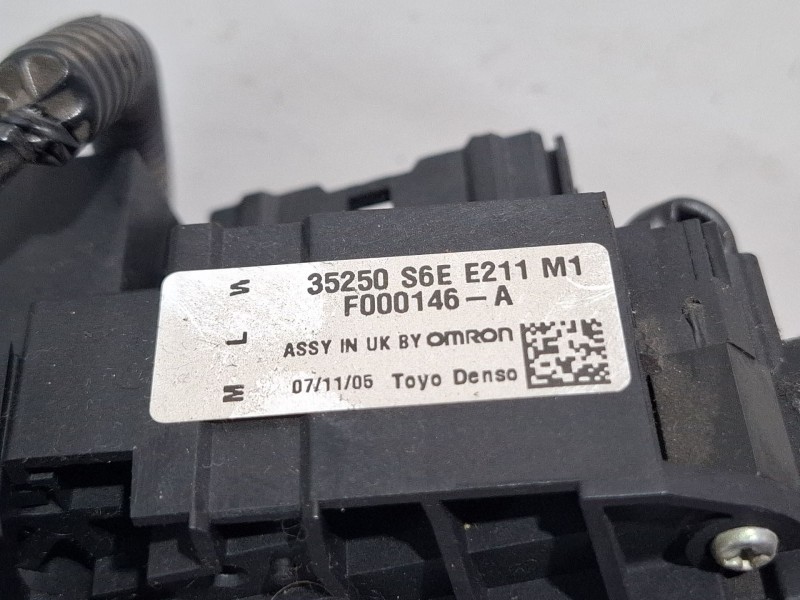 35250 S6E E211 M1
F000146-A
ASSY IN UK BY OMRON
07/11/05 Toyo Denso
M L S